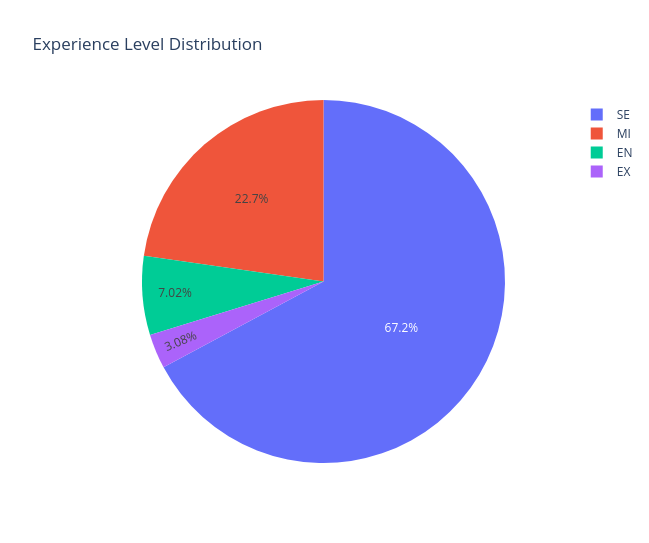 Experience Level Distribution
SE
MI
EN
EX
22.7%
7.02%
3.08%
67.2%